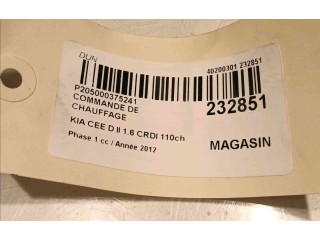 DUN
40200301 232851
P205000375241
COMMANDE DE
CHAUFFAGE
232851
KIA CEE D II 1.6 CRDI 110ch
Phase 1 cc / Année 2012
MAGASIN